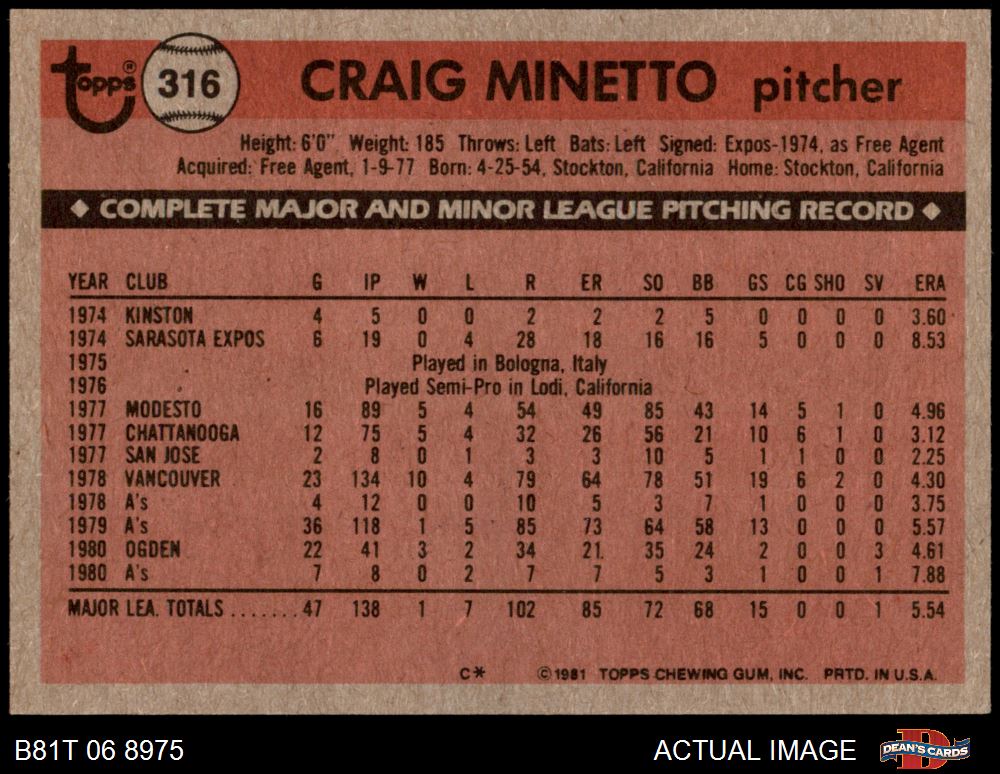 Topps® 316 CRAIG MINETTO pitcher
Height: 6'0" Weight: 185 Throws: Left Bats: Left Signed: Expos-1974, as Free Agent
Acquired: Free Agent, 1-9-77 Born: 4-25-54, Stockton, California Home: Stockton, California
◆ COMPLETE MAJOR AND MINOR LEAGUE PITCHING RECORD ◆
YEAR CLUB G IP W L R ER SO BB GS CG SHO SV ERA
1974 KINSTON 4 5 0 0 2 2 2 5 0 0 0 0 3.60
1974 SARASOTA EXPOS 6 19 0 4 28 18 16 16 5 0 0 0 8.53
1975 Played in Bologna, Italy
1976 Played Semi-Pro in Lodi, California
1977 MODESTO 16 89 5 4 54 49 85 43 14 5 1 0 4.96
1977 CHATTANOOGA 12 75 5 4 32 26 56 21 10 6 1 0 3.12
1977 SAN JOSE 2 8 0 1 3 3 10 5 1 1 0 0 2.25
1978 VANCOUVER 23 134 10 4 79 64 78 51 19 6 2 0 4.30
1978 A's 4 12 0 0 10 5 3 7 1 0 0 0 3.75
1979 A's 36 118 1 5 85 73 64 58 13 0 0 0 5.57
1980 OGDEN 22 41 3 2 34 21 35 24 2 0 0 3 4.61
1980 A's 7 8 0 2 7 7 5 3 1 0 0 1 7.88
MAJOR LEA. TOTALS ....... 47 138 1 7 102 85 72 68 15 0 0 1 5.54
C* ©1981 TOPPS CHEWING GUM, INC. PRTD. IN U.S.A.
B81T 06 8975 ACTUAL IMAGE DEAN'S CARDS